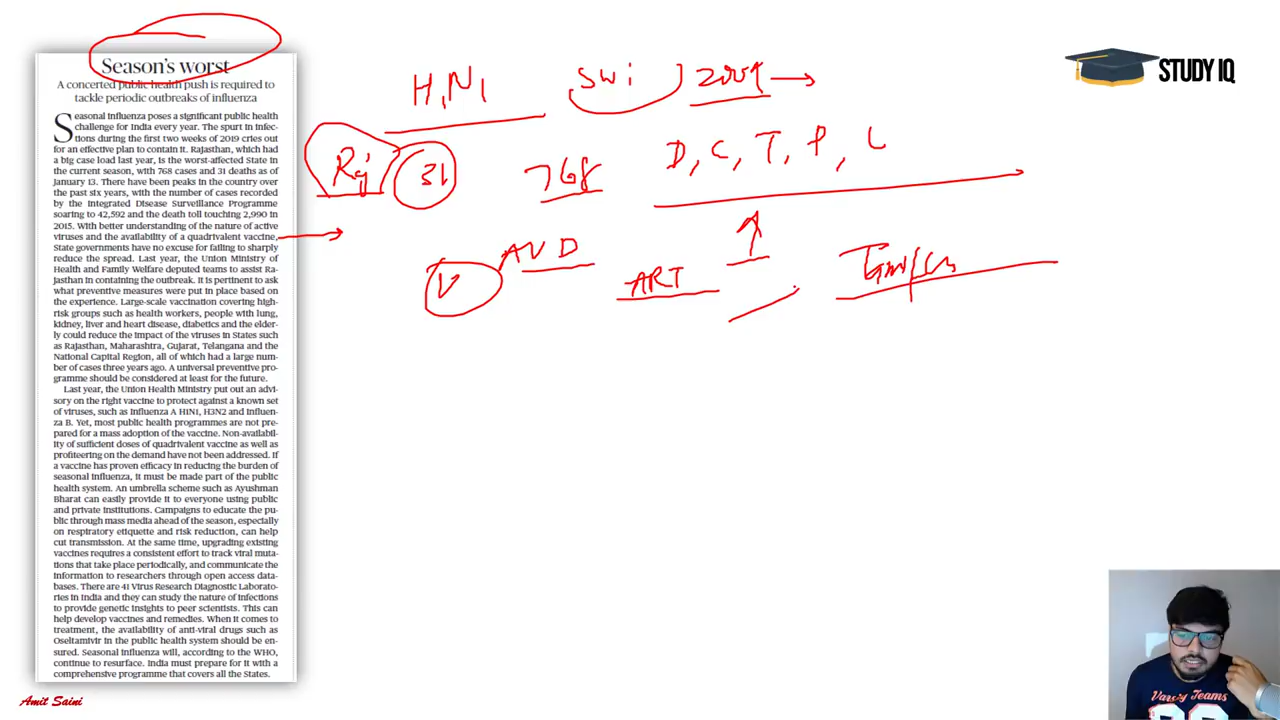 Season's worst
A concerted public health push is required to
tackle periodic outbreaks of influenza
Seasonal influenza poses a significant public health
challenge for India every year. The spurt in infec-
tions during the first two weeks of 2019 cries out
for an effective plan to contain it. Rajasthan, which had
a big case load last year, is the worst-affected State in
the current season, with 768 cases and 31 deaths as of
January 13. There have been peaks in the country over
the past six years, with the number of cases recorded
by the Integrated Disease Surveillance Programme
soaring to 42,592 and the death toll touching 2,990 in
2015. With better understanding of the nature of active
viruses and the availability of a quadrivalent vaccine,
State governments have no excuse for failing to sharply
reduce the spread. Last year, the Union Ministry of
Health and Family Welfare deputed teams to assist Ra-
jasthan in containing the outbreak. It is pertinent to ask
what preventive measures were put in place based on
the experience. Large-scale vaccination covering high-
risk groups such as health workers, people with lung,
kidney, liver and heart disease, diabetics and the elder-
ly could reduce the impact of the viruses in States such
as Rajasthan, Maharashtra, Gujarat, Telangana and the
National Capital Region, all of which had a large num-
ber of cases three years ago. A universal preventive pro-
gramme should be considered at least for the future.
Last year, the Union Health Ministry put out an advi-
sory on the right vaccine to protect against a known set
of viruses, such as Influenza A H1N1, H3N2 and Influen-
za B. Yet, most public health programmes are not pre-
pared for a mass adoption of the vaccine. Non-availabil-
ity of sufficient doses of quadrivalent vaccine as well as
profiteering on the demand have not been addressed. If
a vaccine has proven efficacy in reducing the burden of
seasonal influenza, it must be made part of the public
health system. An umbrella scheme such as Ayushman
Bharat can easily provide it to everyone using public
and private institutions. Campaigns to educate the pu-
blic through mass media ahead of the season, especially
on respiratory etiquette and risk reduction, can help
cut transmission. At the same time, upgrading existing
vaccines requires a consistent effort to track viral muta-
tions that take place periodically, and communicate the
information to researchers through open access data-
bases. There are 41 Virus Research Diagnostic Laborato-
ries in India and they can study the nature of infections
to provide genetic insights to peer scientists. This can
help develop vaccines and remedies. When it comes to
treatment, the availability of anti-viral drugs such as
Oseltamivir in the public health system should be en-
sured. Seasonal influenza will, according to the WHO,
continue to resurface. India must prepare for it with a
comprehensive programme that covers all the States.
H1N1 Swi 2009
Raj 31 768 D, C, T, P, L
V AVD ART
STUDY IQ
Varsity Teams
Amit Saini